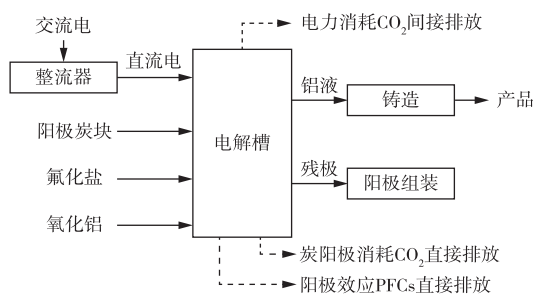 交流电
电力消耗CO₂间接排放
整流器
直流电
铝液
铸造
产品
阳极炭块
电解槽
氟化盐
残极
阳极组装
氧化铝
炭阳极消耗CO₂直接排放
阳极效应PFCs直接排放